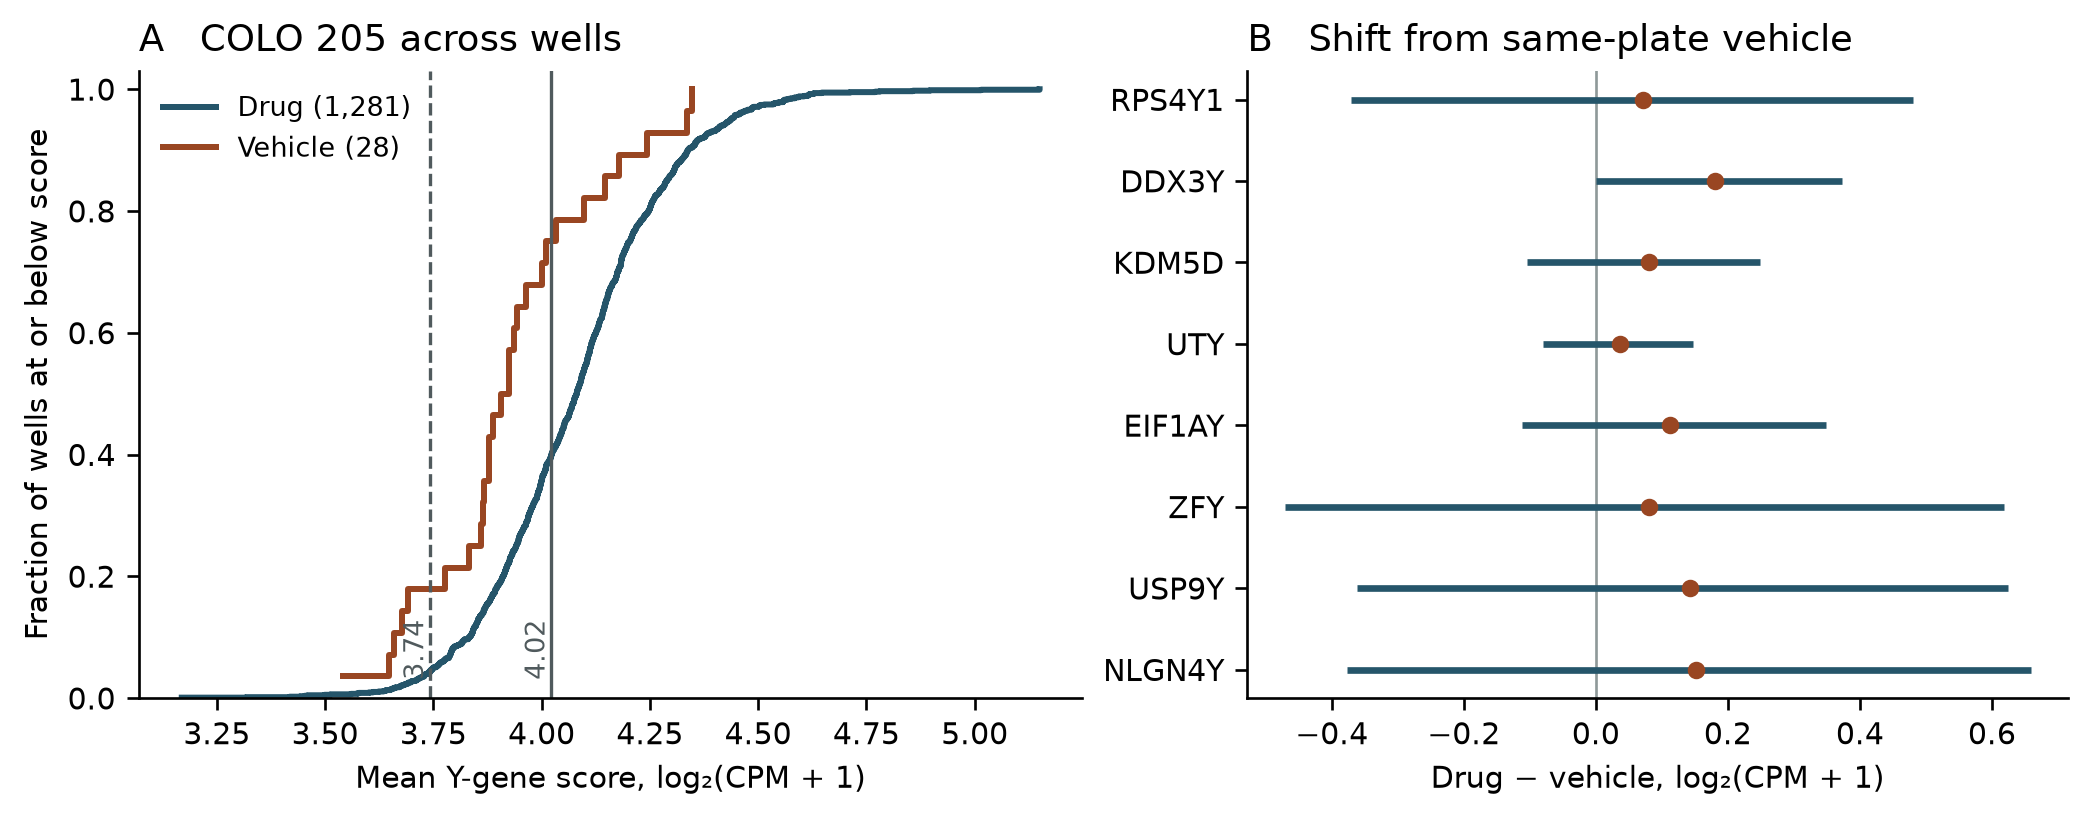 A COLO 205 across wells
Drug (1,281)
Vehicle (28)
Fraction of wells at or below score
1.0
0.8
0.6
0.4
0.2
0.0
3.74
4.02
3.25 3.50 3.75 4.00 4.25 4.50 4.75 5.00
Mean Y-gene score, log₂(CPM + 1)
B Shift from same-plate vehicle
RPS4Y1
DDX3Y
KDM5D
UTY
EIF1AY
ZFY
USP9Y
NLGN4Y
−0.4 −0.2 0.0 0.2 0.4 0.6
Drug − vehicle, log₂(CPM + 1)